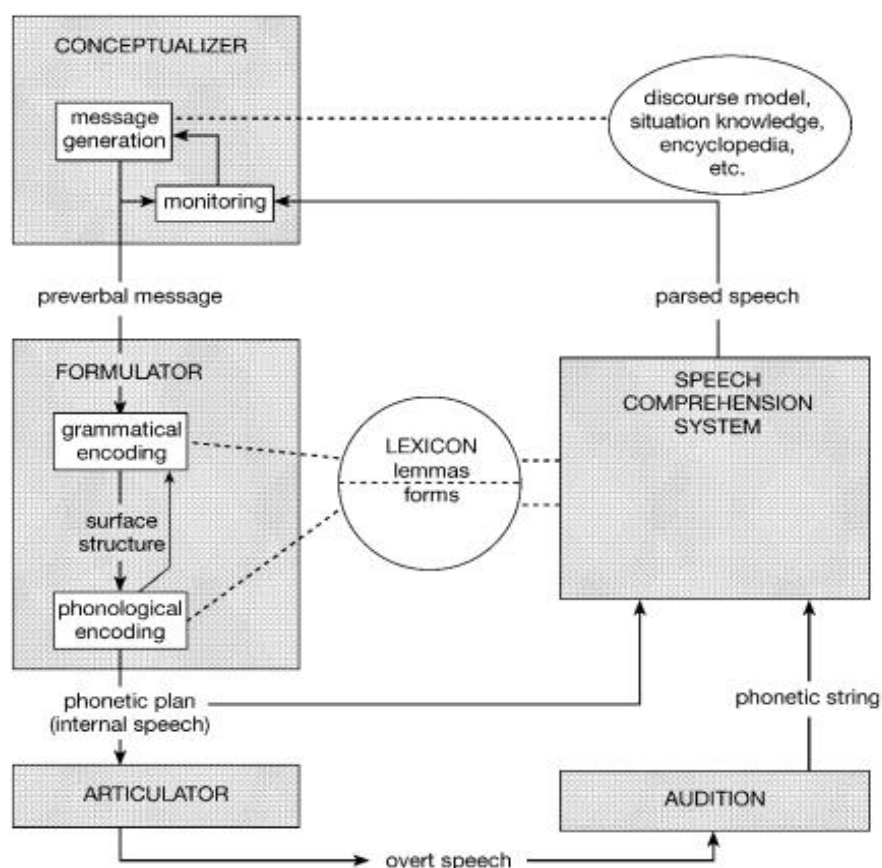 CONCEPTUALIZER
message
generation
monitoring
discourse model,
situation knowledge,
encyclopedia,
etc.
preverbal message
parsed speech
FORMULATOR
grammatical
encoding
surface
structure
phonological
encoding
LEXICON
lemmas
forms
SPEECH
COMPREHENSION
SYSTEM
phonetic plan
(internal speech)
phonetic string
ARTICULATOR
AUDITION
overt speech